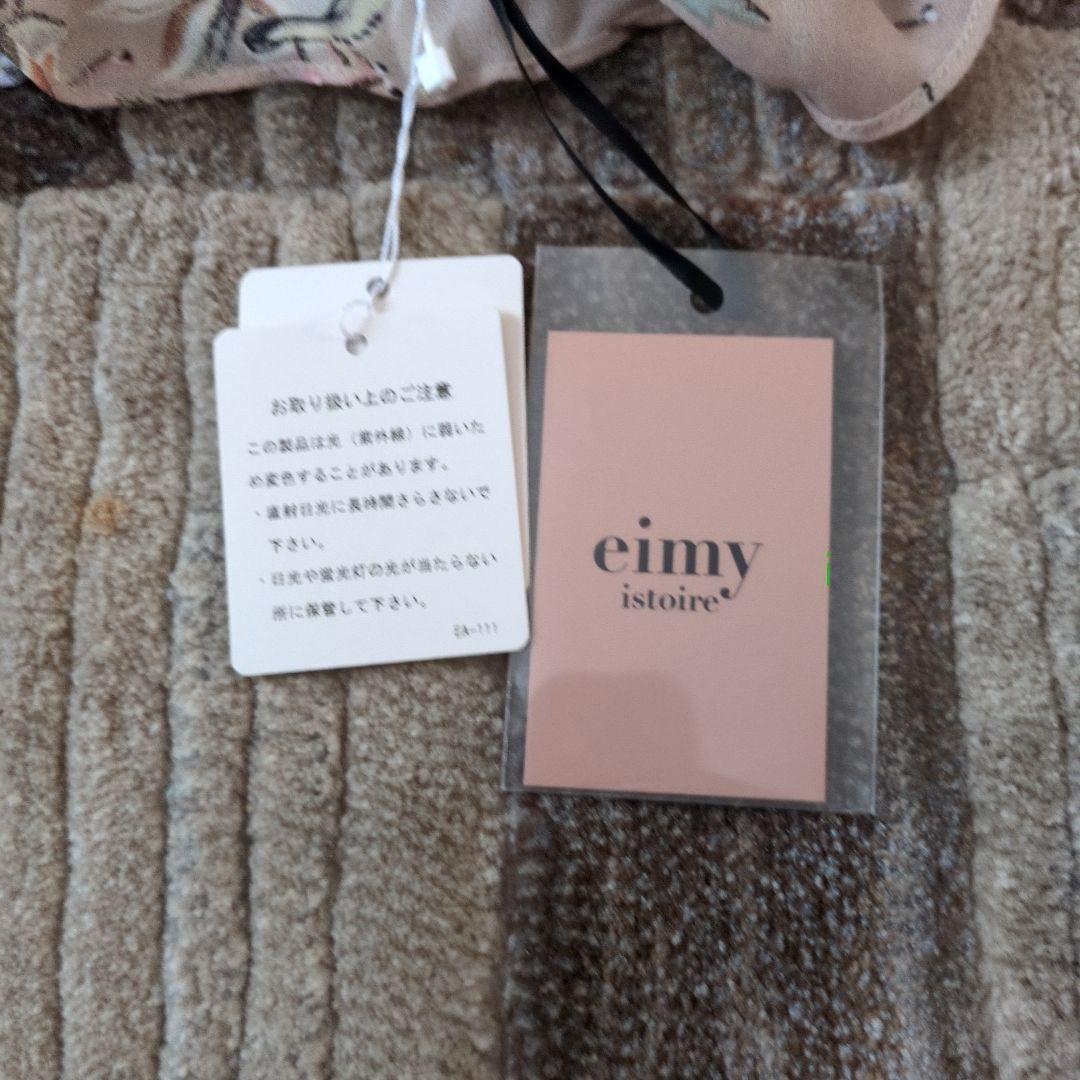 お取り扱い上のご注意
この製品は光（紫外線）に弱いた
め変色することがあります。
・直射日光に長時間さらさないで
下さい。
・日光や蛍光灯の光が当たらない
所に保管して下さい。
EA-111
eimy
istoire